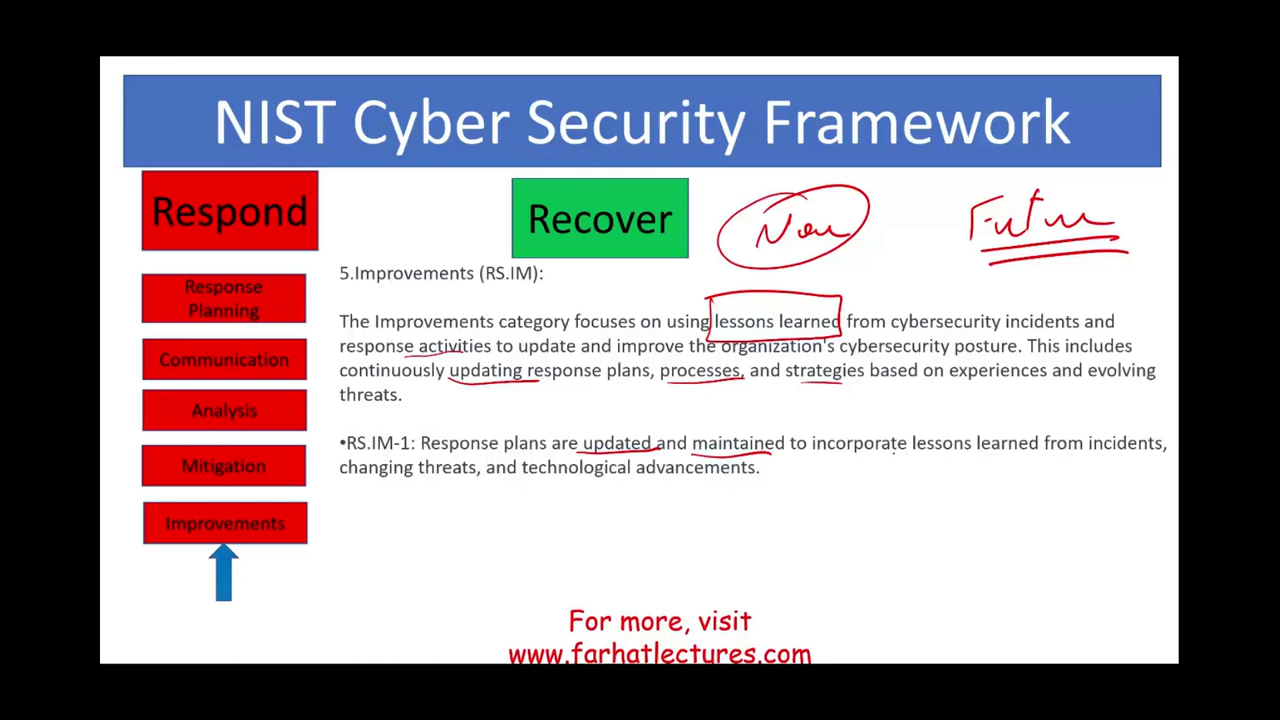 NIST Cyber Security Framework
Respond
Recover
Now
Future
Response
Planning
Communication
Analysis
Mitigation
Improvements
5.Improvements (RS.IM):
The Improvements category focuses on using lessons learned from cybersecurity incidents and
response activities to update and improve the organization's cybersecurity posture. This includes
continuously updating response plans, processes, and strategies based on experiences and evolving
threats.
•RS.IM-1: Response plans are updated and maintained to incorporate lessons learned from incidents,
changing threats, and technological advancements.
For more, visit
www.farhatlectures.com